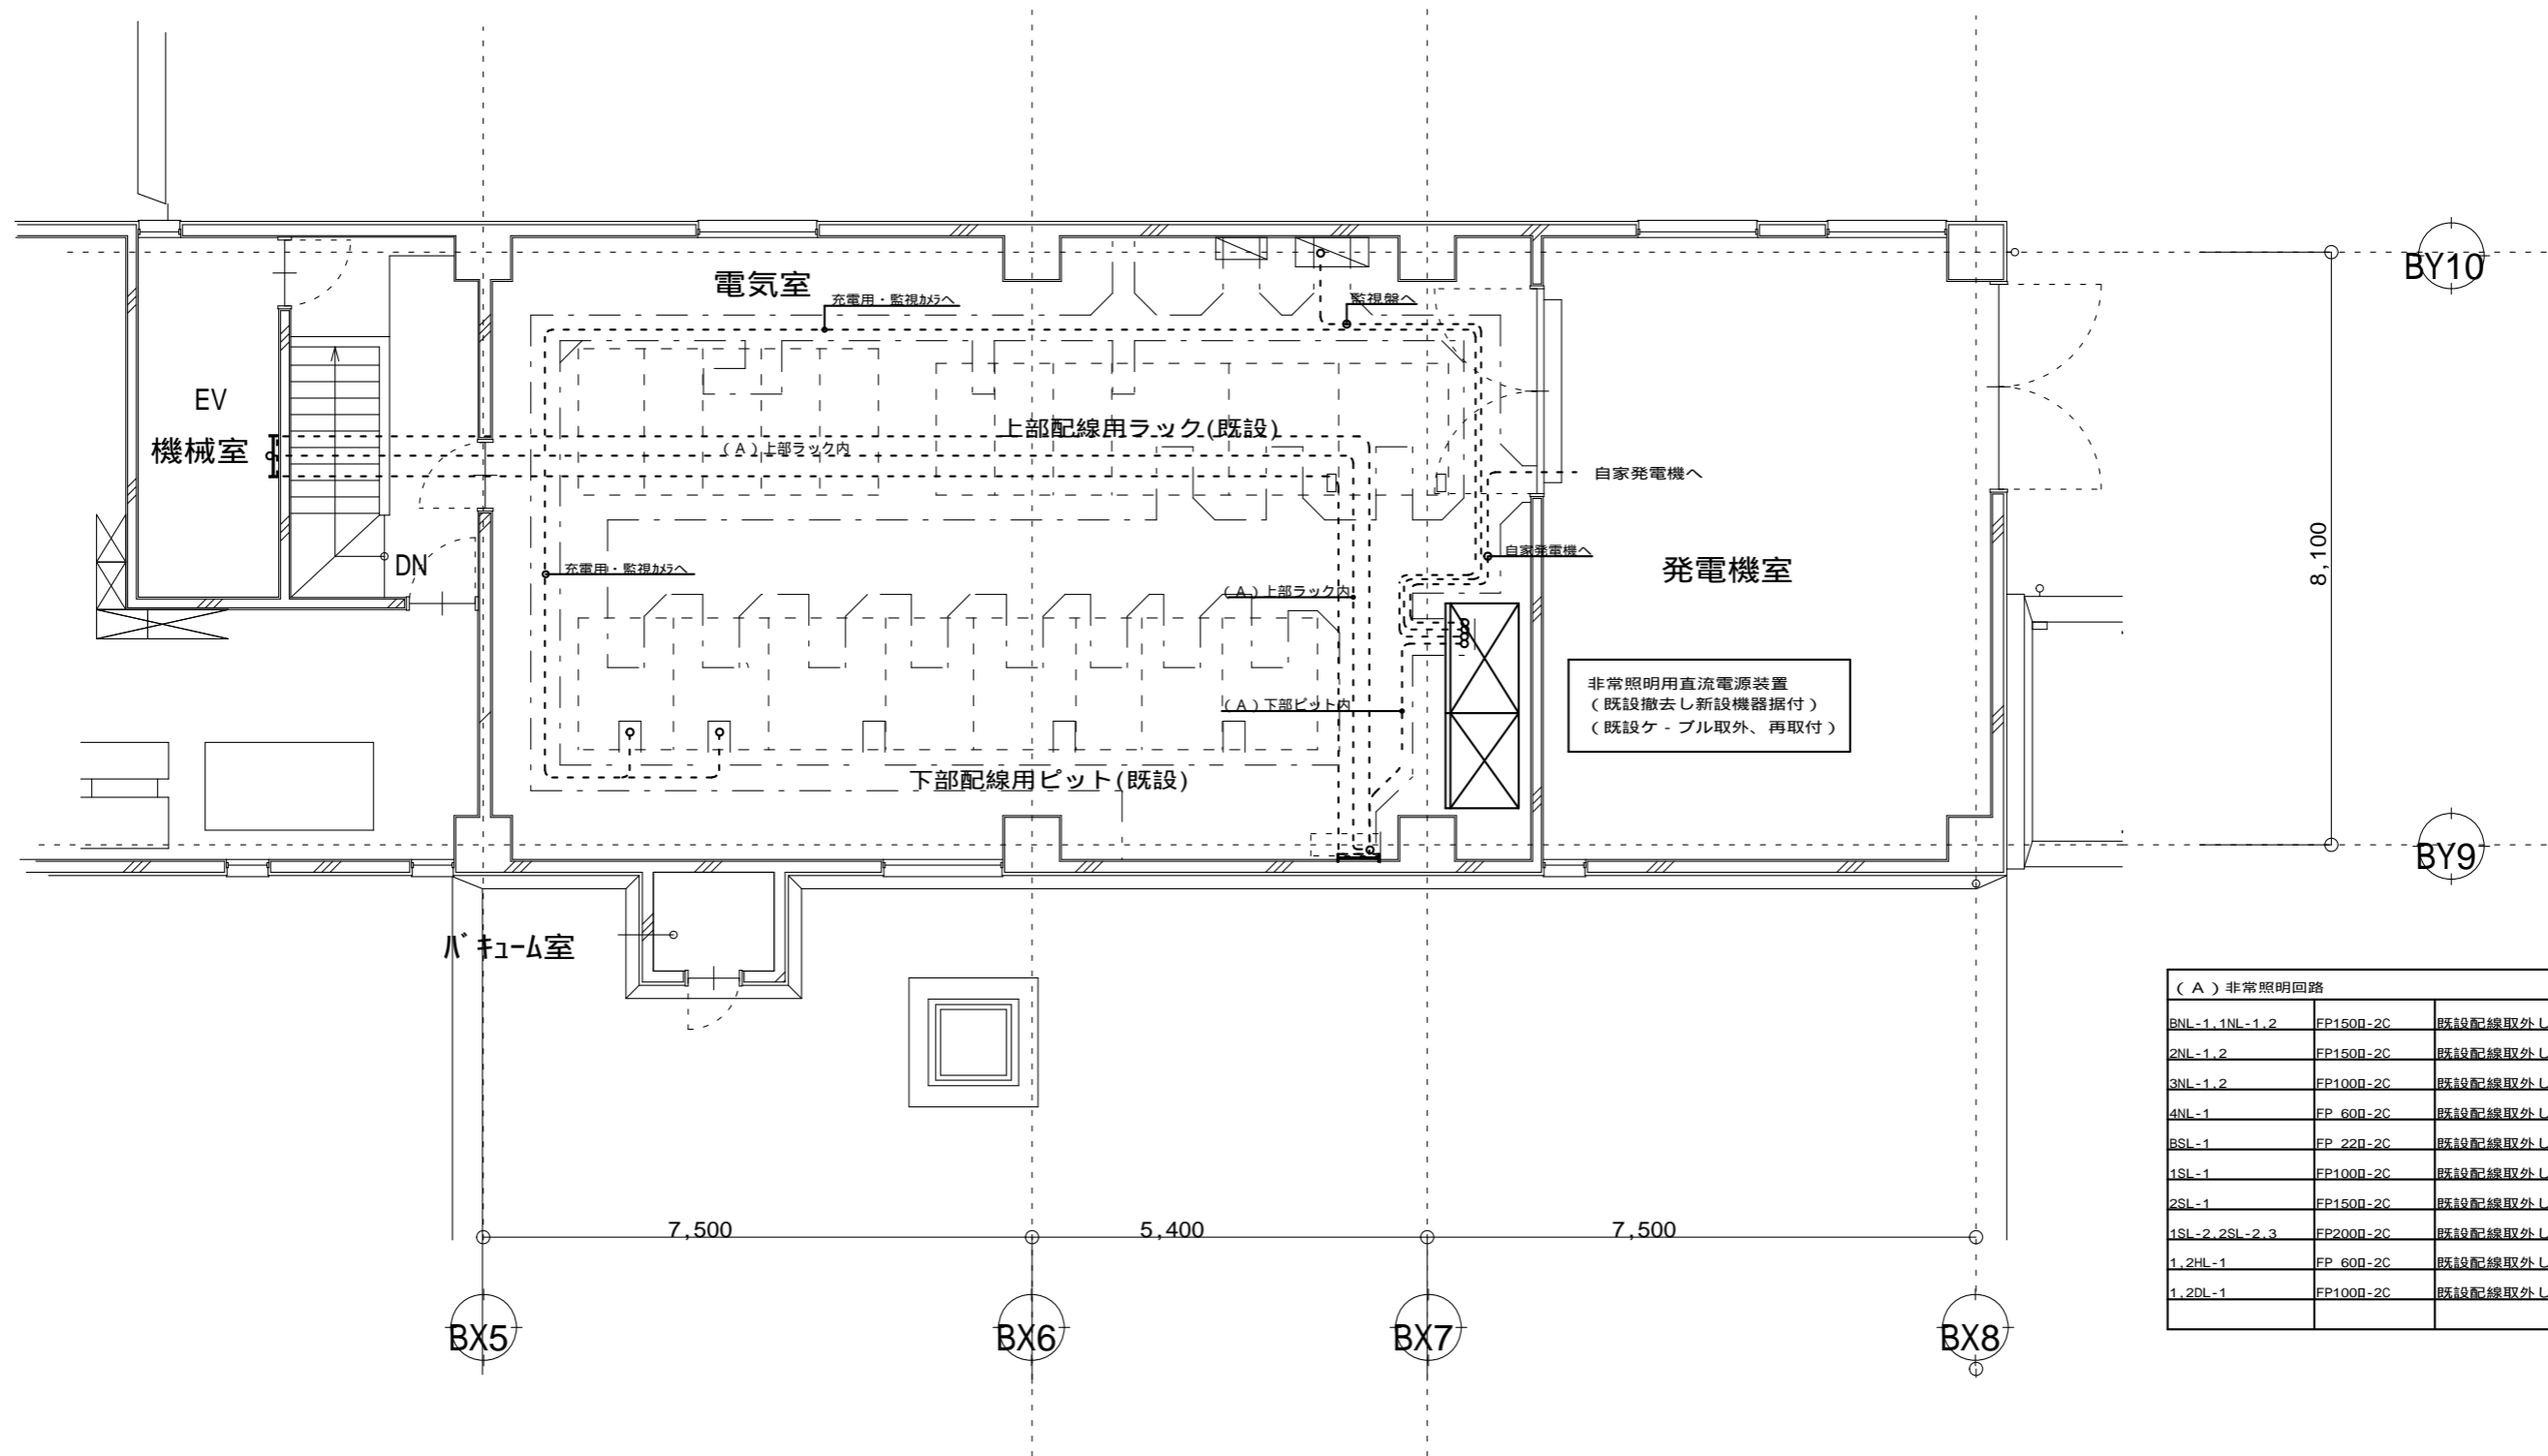 電気室
充電用・監視ｶﾒﾗへ
監視盤へ
BY10
EV
機械室
上部配線用ラック(既設)
(A)上部ラック内
自家発電機へ
自家発電機へ
発電機室
8,100
DN
充電用・監視ｶﾒﾗへ
(A)上部ラック内
(A)下部ピット内
非常照明用直流電源装置
(既設撤去し新設機器据付)
(既設ケ-ブル取外、再取付)
下部配線用ピット(既設)
BY9
ﾊﾞｷｭｰﾑ室
(A)非常照明回路
BNL-1,1NL-1,2 FP150□-2C 既設配線取外し
2NL-1,2 FP150□-2C 既設配線取外し
3NL-1,2 FP100□-2C 既設配線取外し
4NL-1 FP 60□-2C 既設配線取外し
BSL-1 FP 22□-2C 既設配線取外し
1SL-1 FP100□-2C 既設配線取外し
2SL-1 FP150□-2C 既設配線取外し
1SL-2,2SL-2,3 FP200□-2C 既設配線取外し
1,2HL-1 FP 60□-2C 既設配線取外し
1,2DL-1 FP100□-2C 既設配線取外し
7,500 5,400 7,500
BX5 BX6 BX7 BX8